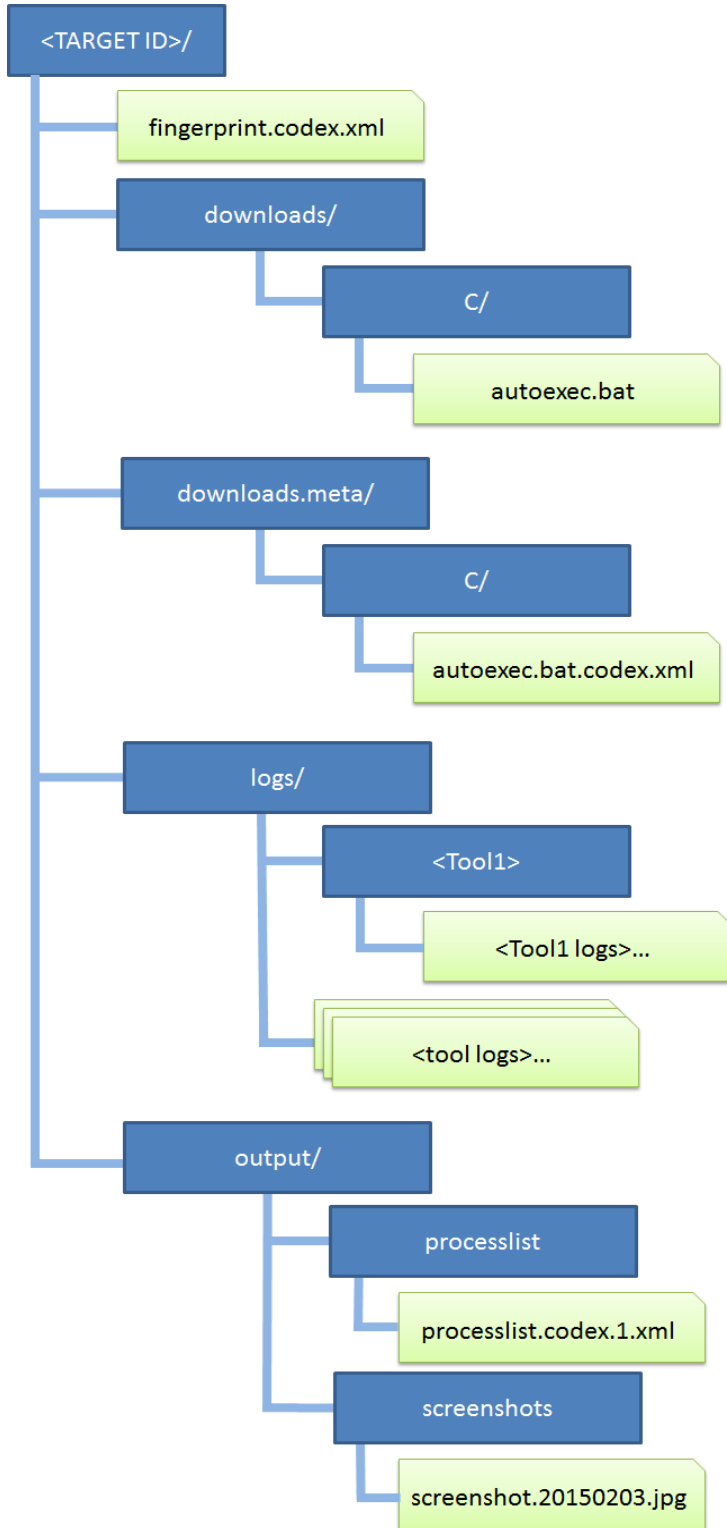 <TARGET ID>/
fingerprint.codex.xml
downloads/
C/
autoexec.bat
downloads.meta/
C/
autoexec.bat.codex.xml
logs/
<Tool1>
<Tool1 logs>...
<tool logs>...
output/
processlist
processlist.codex.1.xml
screenshots
screenshot.20150203.jpg